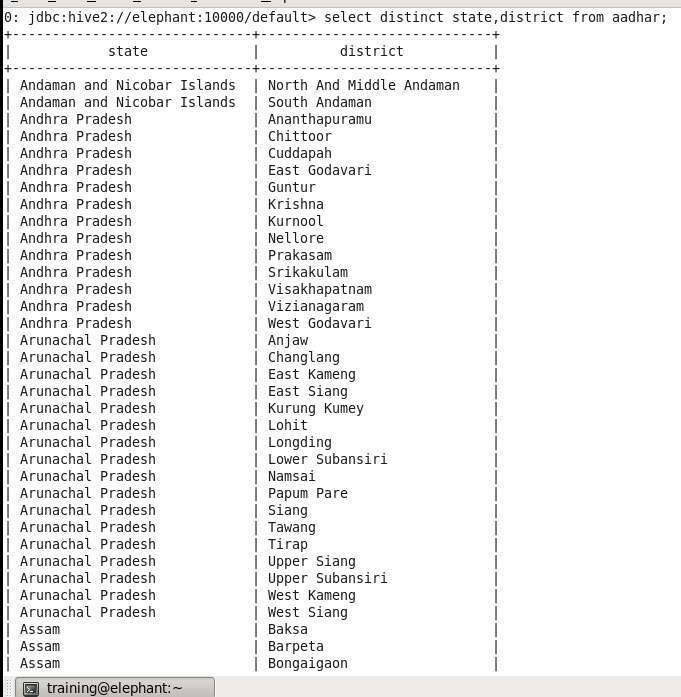 0: jdbc:hive2://elephant:10000/default> select distinct state,district from aadhar;
+------------------------------+-----------------------------+
| state | district |
+------------------------------+-----------------------------+
| Andaman and Nicobar Islands | North And Middle Andaman |
| Andaman and Nicobar Islands | South Andaman |
| Andhra Pradesh | Ananthapuramu |
| Andhra Pradesh | Chittoor |
| Andhra Pradesh | Cuddapah |
| Andhra Pradesh | East Godavari |
| Andhra Pradesh | Guntur |
| Andhra Pradesh | Krishna |
| Andhra Pradesh | Kurnool |
| Andhra Pradesh | Nellore |
| Andhra Pradesh | Prakasam |
| Andhra Pradesh | Srikakulam |
| Andhra Pradesh | Visakhapatnam |
| Andhra Pradesh | Vizianagaram |
| Andhra Pradesh | West Godavari |
| Arunachal Pradesh | Anjaw |
| Arunachal Pradesh | Changlang |
| Arunachal Pradesh | East Kameng |
| Arunachal Pradesh | East Siang |
| Arunachal Pradesh | Kurung Kumey |
| Arunachal Pradesh | Lohit |
| Arunachal Pradesh | Longding |
| Arunachal Pradesh | Lower Subansiri |
| Arunachal Pradesh | Namsai |
| Arunachal Pradesh | Papum Pare |
| Arunachal Pradesh | Siang |
| Arunachal Pradesh | Tawang |
| Arunachal Pradesh | Tirap |
| Arunachal Pradesh | Upper Siang |
| Arunachal Pradesh | Upper Subansiri |
| Arunachal Pradesh | West Kameng |
| Arunachal Pradesh | West Siang |
| Assam | Baksa |
| Assam | Barpeta |
| Assam | Bongaigaon |
training@elephant:~